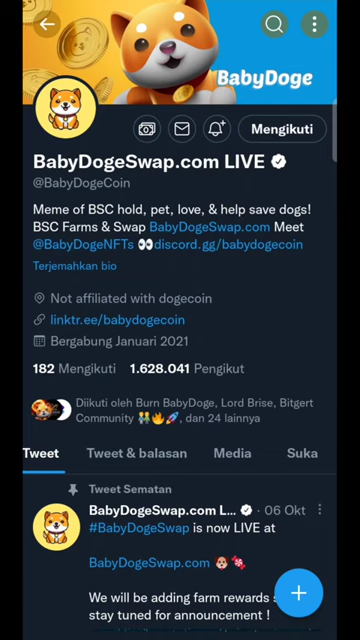 BabyDoge
Mengikuti
BabyDogeSwap.com LIVE
@BabyDogeCoin
Meme of BSC hold, pet, love, & help save dogs!
BSC Farms & Swap BabyDogeSwap.com Meet
@BabyDogeNFTs 👀discord.gg/babydogecoin
Terjemahkan bio
Not affiliated with dogecoin
linktr.ee/babydogecoin
Bergabung Januari 2021
182 Mengikuti 1.628.041 Pengikut
Diikuti oleh Burn BabyDoge, Lord Brise, Bitgert
Community 👬🔥🚀, dan 24 lainnya
Tweet Tweet & balasan Media Suka
Tweet Sematan
BabyDogeSwap.com L... · 06 Okt
#BabyDogeSwap is now LIVE at
BabyDogeSwap.com 🐶🍬
We will be adding farm rewards
stay tuned for announcement !